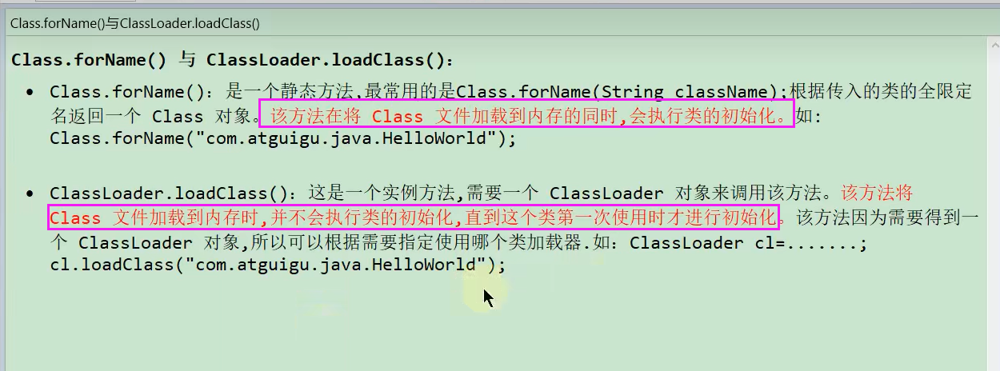 Class.forName()与ClassLoader.loadClass()
Class.forName() 与 ClassLoader.loadClass():
• Class.forName(): 是一个静态方法,最常用的是Class.forName(String className);根据传入的类的全限定
名返回一个 Class 对象。该方法在将 Class 文件加载到内存的同时,会执行类的初始化。如:
Class.forName("com.atguigu.java.HelloWorld");
• ClassLoader.loadClass(): 这是一个实例方法,需要一个 ClassLoader 对象来调用该方法。该方法将
Class 文件加载到内存时,并不会执行类的初始化,直到这个类第一次使用时才进行初始化。该方法因为需要得到一
个 ClassLoader 对象,所以可以根据需要指定使用哪个类加载器.如: ClassLoader cl=.......;
cl.loadClass("com.atguigu.java.HelloWorld");